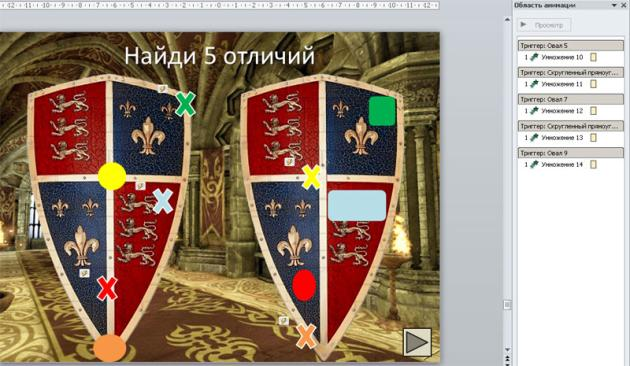 Область анимации
Просмотр
Найди 5 отличий
Триггер: Овал 5
1 Умножение 10
Триггер: Скругленный прямоуг...
1 Умножение 11
Триггер: Овал 7
1 Умножение 12
Триггер: Скругленный прямоуг...
1 Умножение 13
Триггер: Овал 9
1 Умножение 14